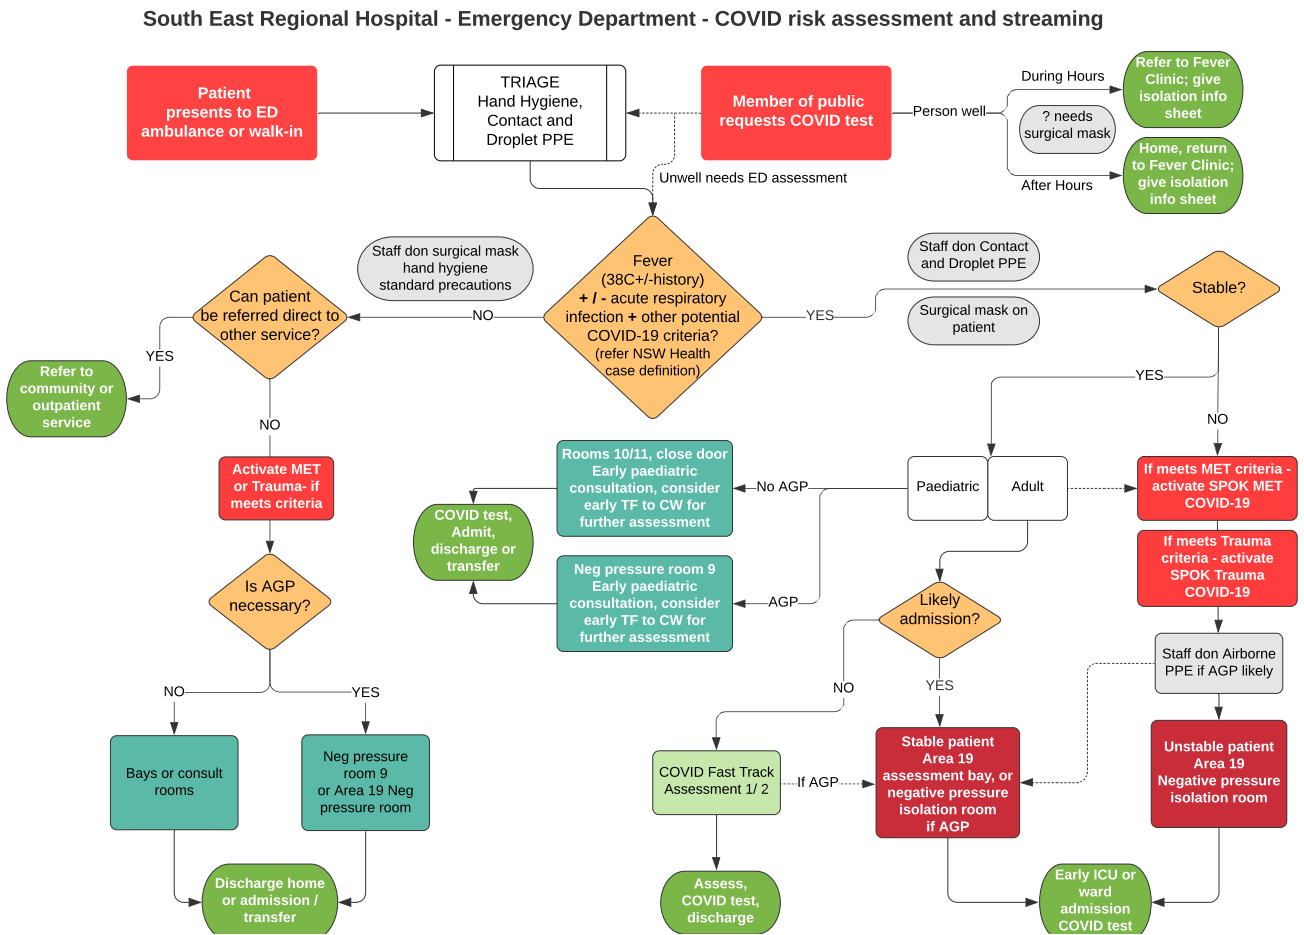 South East Regional Hospital - Emergency Department - COVID risk assessment and streaming
Patient
presents to ED
ambulance or walk-in
TRIAGE
Hand Hygiene,
Contact and
Droplet PPE
Member of public
requests COVID test
Person well
During Hours
? needs
surgical mask
After Hours
Refer to Fever
Clinic; give
isolation info
sheet
Home, return
to Fever Clinic;
give isolation
info sheet
Unwell needs ED assessment
Fever
(38C+/-history)
+ / - acute respiratory
infection + other potential
COVID-19 criteria?
(refer NSW Health
case definition)
Staff don surgical mask
hand hygiene
standard precautions
NO
Can patient
be referred direct to
other service?
YES
Refer to
community or
outpatient
service
NO
Activate MET
or Trauma- if
meets criteria
Is AGP
necessary?
NO
YES
Bays or consult
rooms
Neg pressure
room 9
or Area 19 Neg
pressure room
Discharge home
or admission /
transfer
YES
Staff don Contact
and Droplet PPE
Surgical mask on
patient
Stable?
YES
NO
Paediatric
Adult
No AGP
Rooms 10/11, close door
Early paediatric
consultation, consider
early TF to CW for
further assessment
AGP
Neg pressure room 9
Early paediatric
consultation, consider
early TF to CW for
further assessment
COVID test,
Admit,
discharge or
transfer
Likely
admission?
NO
YES
COVID Fast Track
Assessment 1/ 2
If AGP
Assess,
COVID test,
discharge
Stable patient
Area 19
assessment bay, or
negative pressure
isolation room
if AGP
If meets MET criteria -
activate SPOK MET
COVID-19
If meets Trauma
criteria - activate
SPOK Trauma
COVID-19
Staff don Airborne
PPE if AGP likely
Unstable patient
Area 19
Negative pressure
isolation room
Early ICU or
ward
admission
COVID test